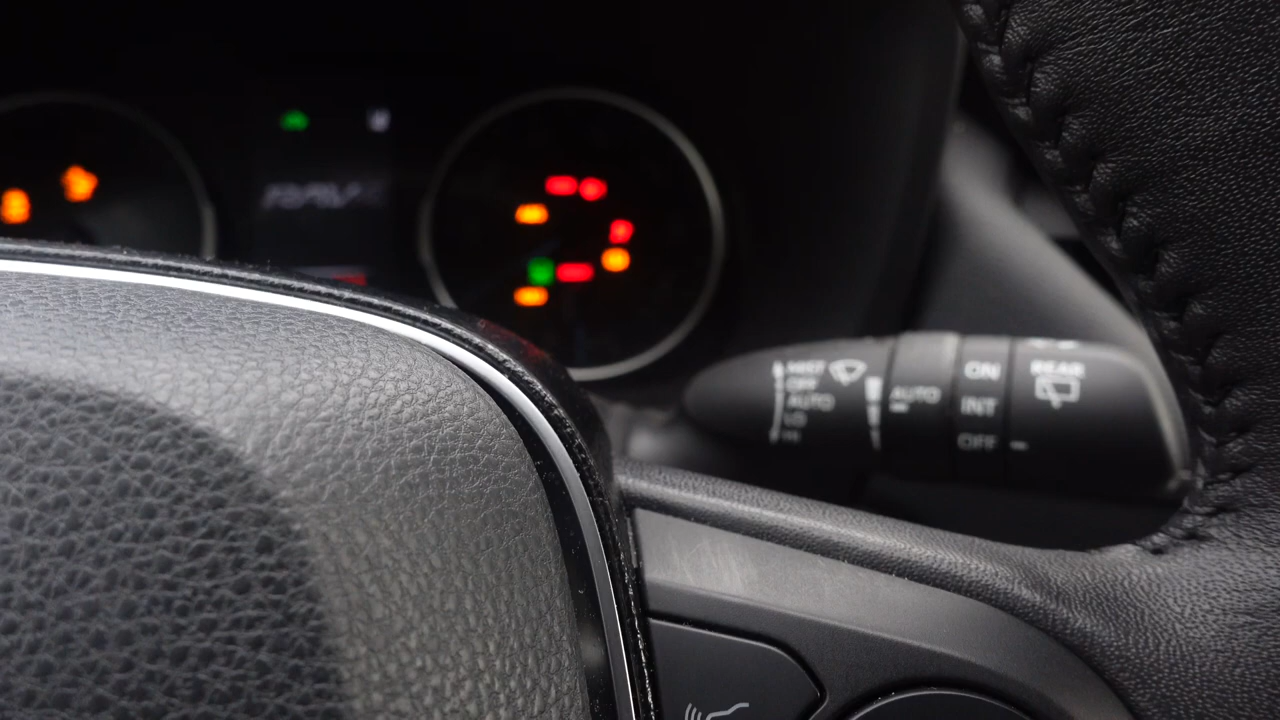 RAV4
MIST
OFF
AUTO
LO
HI
AUTO
ON
INT
OFF
REAR